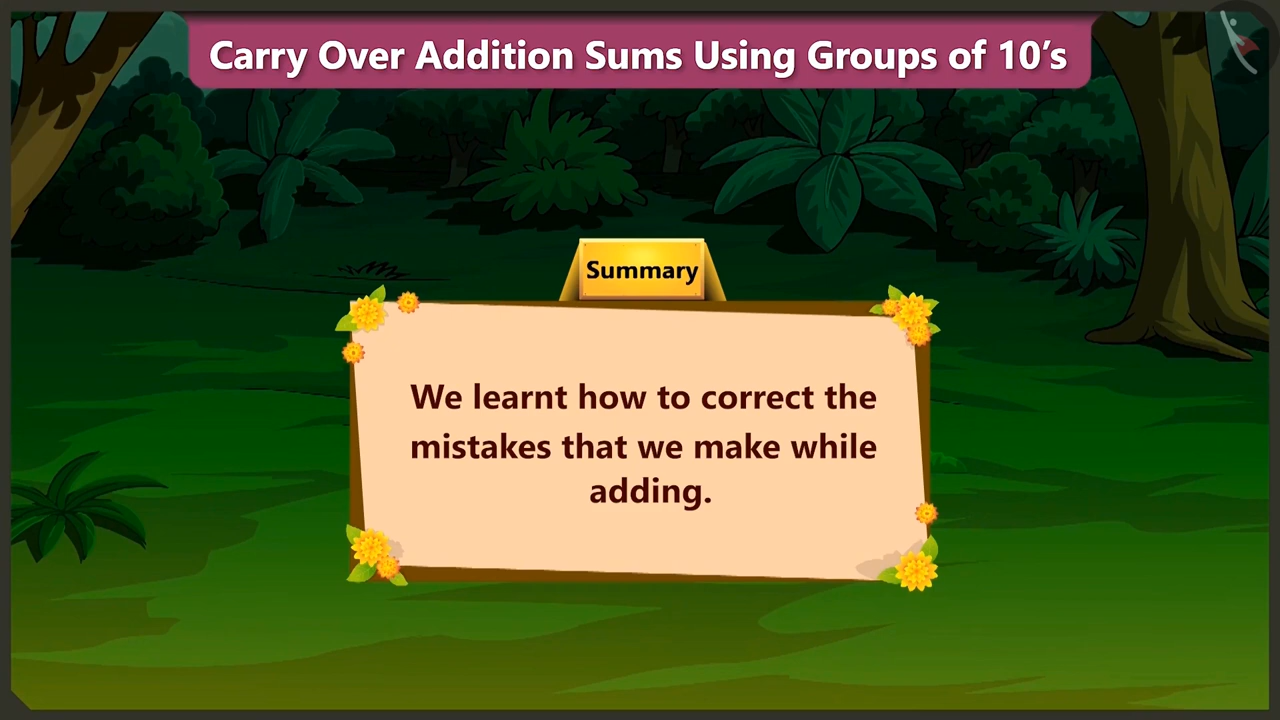 Carry Over Addition Sums Using Groups of 10’s
Summary
We learnt how to correct the
mistakes that we make while
adding.